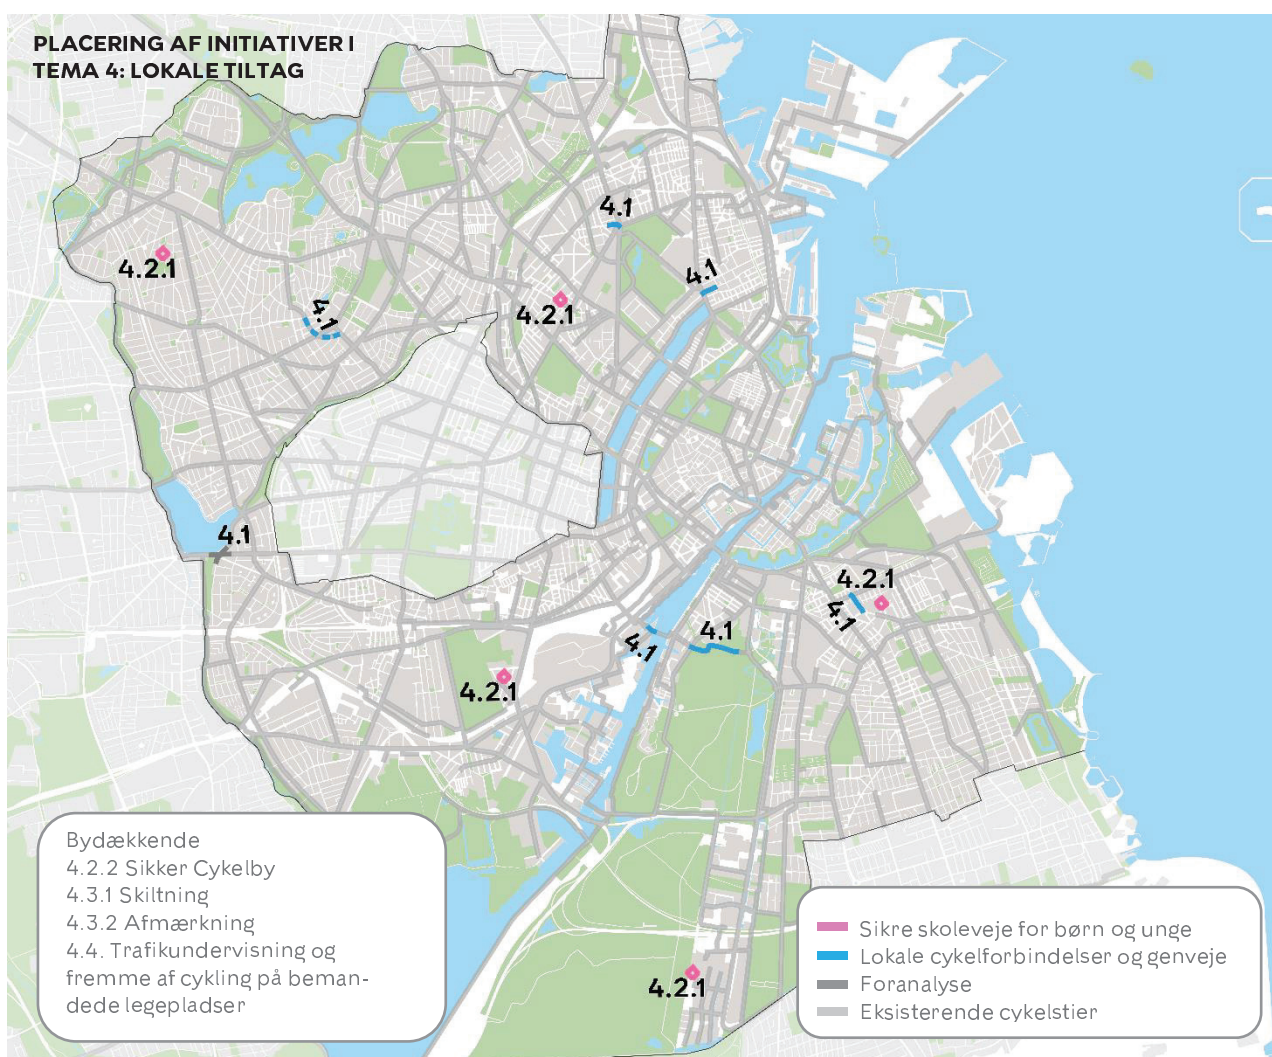 PLACERING AF INITIATIVER I
TEMA 4: LOKALE TILTAG
4.1
4.2.1
4.1
4.1
4.2.1
4.1
4.2.1
4.1
4.1
4.1
4.2.1
4.2.1
Bydækkende
4.2.2 Sikker Cykelby
4.3.1 Skiltning
4.3.2 Afmærkning
4.4. Trafikundervisning og
fremme af cykling på beman-
dede legepladser
Sikre skoleveje for børn og unge
Lokale cykelforbindelser og genveje
Foranalyse
Eksisterende cykelstier